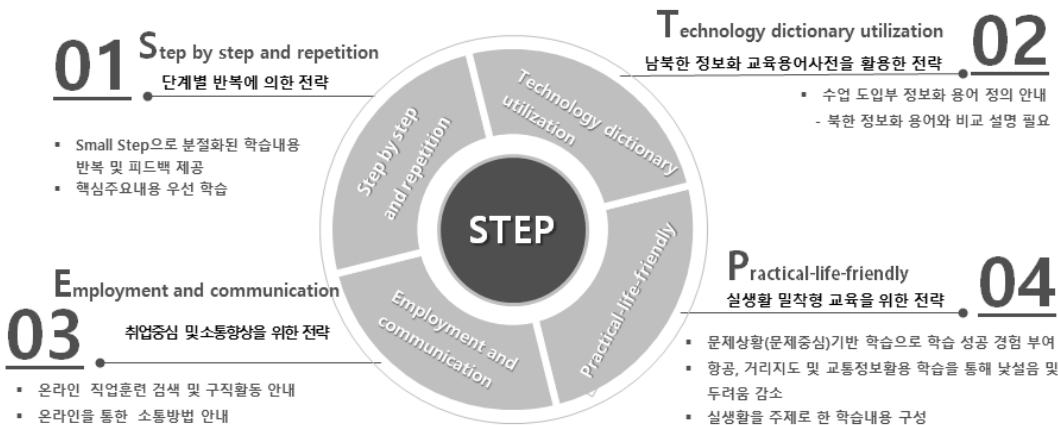 01
Step by step and repetition
단계별 반복에 의한 전략
▪ Small Step으로 분절화된 학습내용
반복 및 피드백 제공
▪ 핵심주요내용 우선 학습
Technology dictionary utilization
02
남북한 정보화 교육용어사전을 활용한 전략
▪ 수업 도입부 정보화 용어 정의 안내
- 북한 정보화 용어와 비교 설명 필요
Step by step
and repetition
Technology dictionary
utilization
STEP
Employment and
communication
Practical-life-friendly
Employment and communication
03
취업중심 및소통향상을 위한 전략
▪ 온라인 직업훈련 검색 및 구직활동 안내
▪ 온라인을 통한 소통방법 안내
Practical-life-friendly
04
실생활 밀착형 교육을 위한 전략
▪ 문제상황(문제중심)기반 학습으로 학습 성공 경험 부여
▪ 항공, 거리지도 및 교통정보활용 학습을 통해 낯설음 및
두려움 감소
▪ 실생활을 주제로 한 학습내용 구성